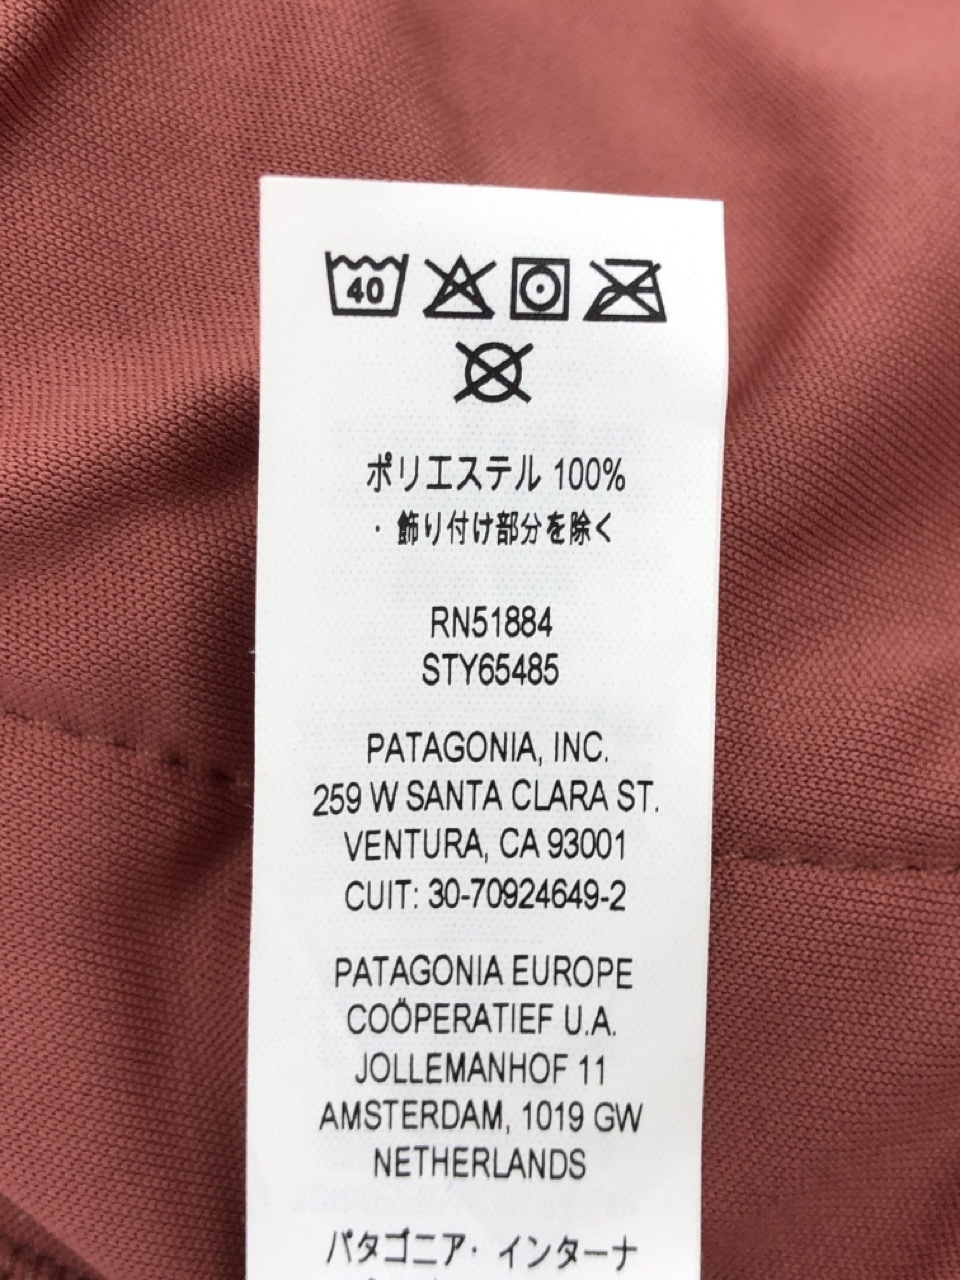 40
ポリエステル 100%
・飾り付け部分を除く
RN51884
STY65485
PATAGONIA, INC.
259 W SANTA CLARA ST.
VENTURA, CA 93001
CUIT: 30-70924649-2
PATAGONIA EUROPE
COÖPERATIEF U.A.
JOLLEMANHOF 11
AMSTERDAM, 1019 GW
NETHERLANDS
パタゴニア・インターナ